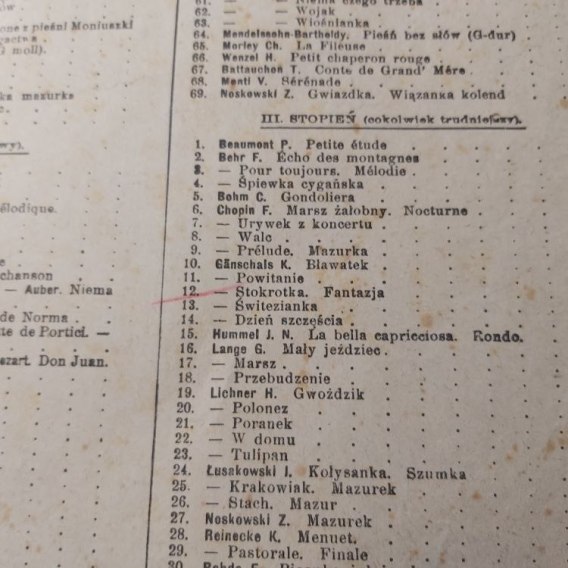 62. — — Wojak
63. — — Wiośnianka
64. Mendelssohn-Bartheldy. Pieśń bez słów (G-dur)
65. Morley Ch. La Fileuse
66. Wenzel H. Petit chaperon rouge
67. Battauchon T. Conte de Grand' Mère
68. Monti V. Sérénade
69. Noskowski Z. Gwiazdka. Wiązanka kolend
III. STOPIEŃ (cokolwiek trudniejszy).
1. Beaumont P. Petite étude
2. Behr F. Écho des montagnes
3. — Pour toujours. Mélodie
4. — Śpiewka cygańska
5. Bohm C. Gondoliera
6. Chopin F. Marsz żałobny. Nocturne
7. — Urywek z koncertu
8. — Walc
9. — Prélude. Mazurka
10. Gänschals K. Bławatek
11. — Powitanie
12. — Stokrotka. Fantazja
13. — Świtezianka
14. — Dzień szczęścia
15. Hummel J. N. La bella capricciosa. Rondo.
16. Lange G. Mały jeździec
17. — Marsz
18. — Przebudzenie
19. Lichner H. Gwoździk
20. — Polonez
21. — Poranek
22. — W domu
23. — Tulipan
24. Łusakowski I. Kołysanka. Szumka
25. — Krakowiak. Mazurek
26. — Stach. Mazur
27. Noskowski Z. Mazurek
28. Reinecke K. Menuet.
29. — Pastorale. Finale
30.
z pieśni Moniuszki
G moll).
mazurka
élodique.
chanson
— Auber. Niema
de Norma
te de Portici. —
ozart. Don Juan.